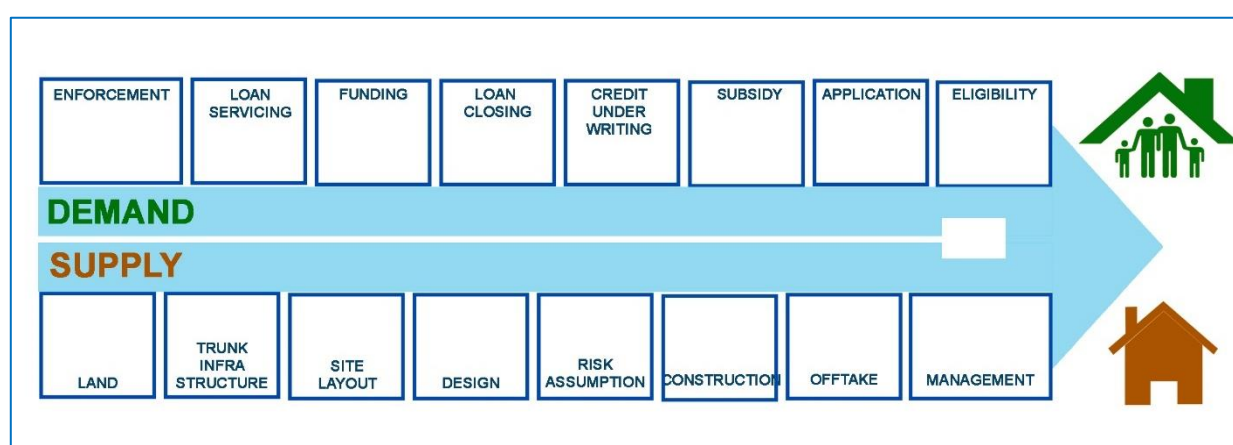 ENFORCEMENT
LOAN
SERVICING
FUNDING
LOAN
CLOSING
CREDIT
UNDER
WRITING
SUBSIDY
APPLICATION
ELIGIBILITY
DEMAND
SUPPLY
LAND
TRUNK
INFRA
STRUCTURE
SITE
LAYOUT
DESIGN
RISK
ASSUMPTION
CONSTRUCTION
OFFTAKE
MANAGEMENT